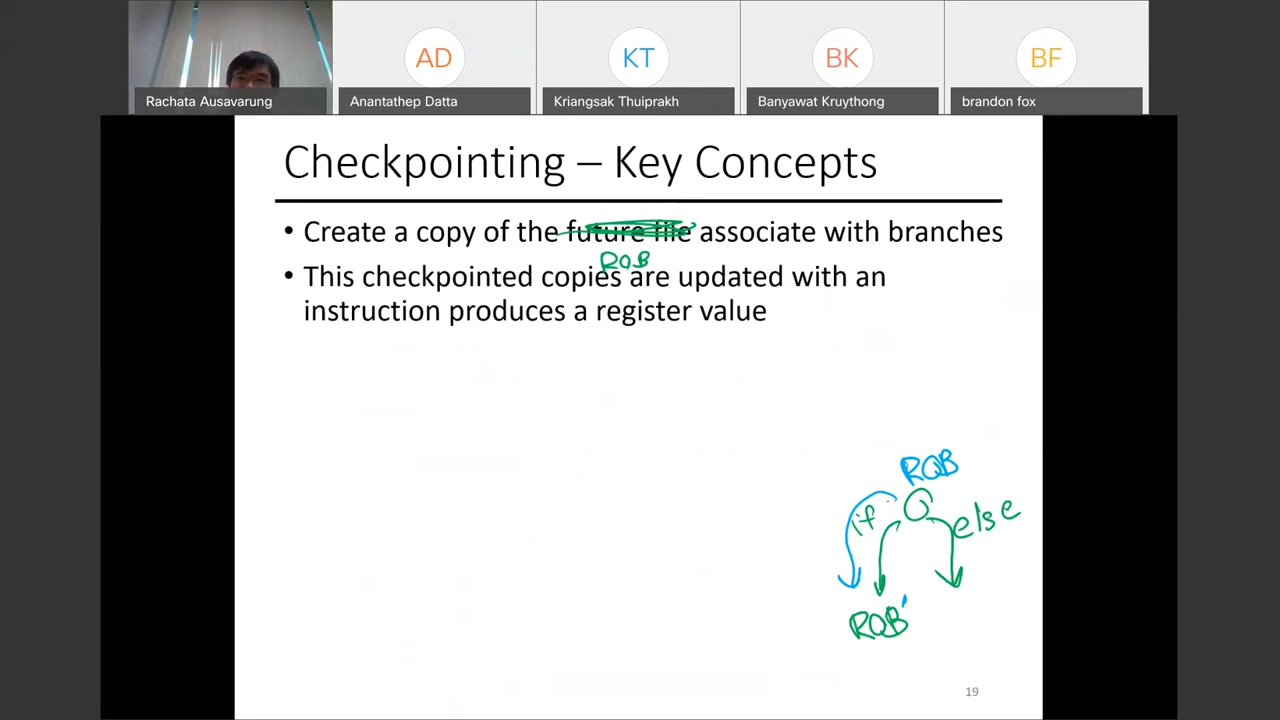 AD
KT
BK
BF
Rachata Ausavarung
Anantathep Datta
Kriangsak Thuiprakh
Banyawat Kruythong
brandon fox
Checkpointing – Key Concepts
• Create a copy of the future file associate with branches
ROB
• This checkpointed copies are updated with an
instruction produces a register value
ROB
if
else
ROB'
19